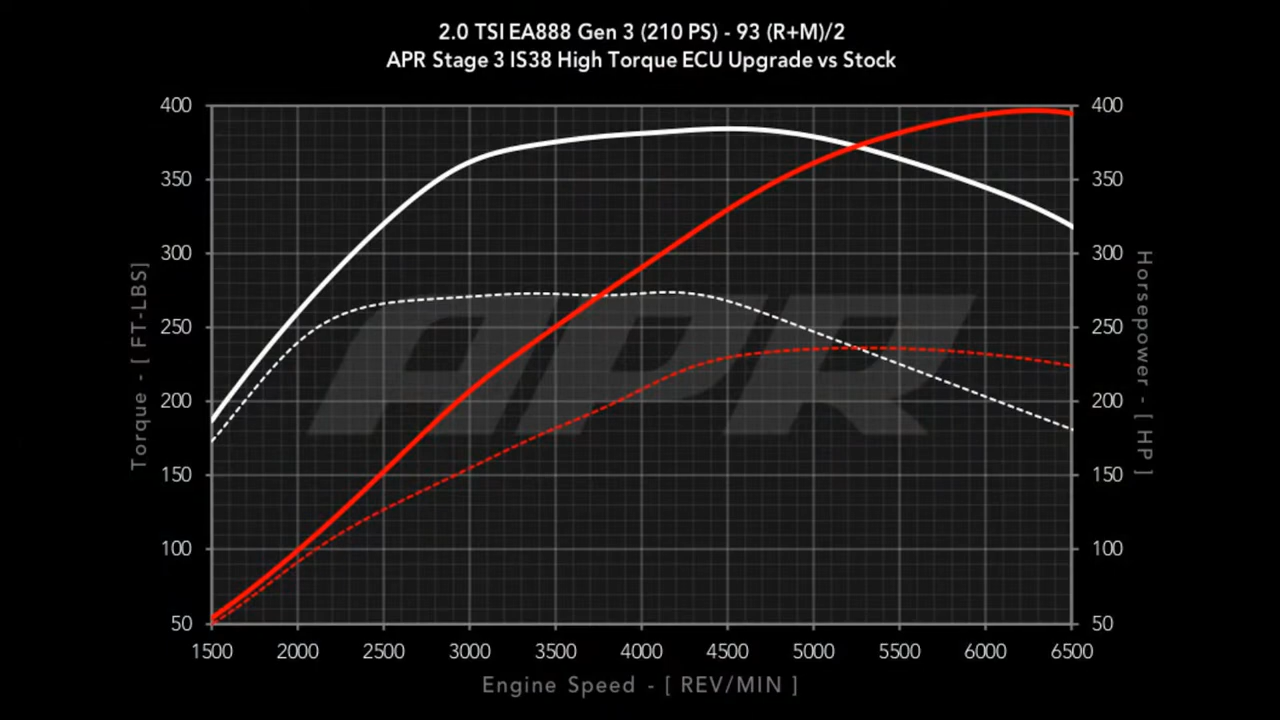 2.0 TSI EA888 Gen 3 (210 PS) - 93 (R+M)/2
APR Stage 3 IS38 High Torque ECU Upgrade vs Stock
400
350
300
250
200
150
100
50
Torque - [ FT-LBS]
APR
400
350
300
250
200
150
100
50
Horsepower - [ HP ]
1500 2000 2500 3000 3500 4000 4500 5000 5500 6000 6500
Engine Speed - [ REV/MIN ]